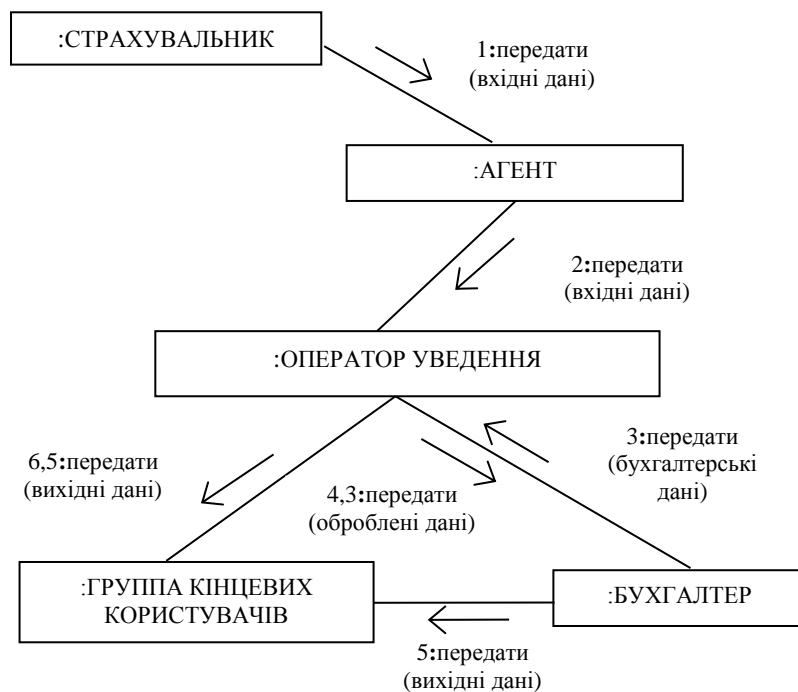 :СТРАХУВАЛЬНИК
1:передати
(вхідні дані)
:АГЕНТ
2:передати
(вхідні дані)
:ОПЕРАТОР УВЕДЕННЯ
6,5:передати
(вихідні дані)
4,3:передати
(оброблені дані)
3:передати
(бухгалтерські
дані)
:ГРУППА КІНЦЕВИХ
КОРИСТУВАЧІВ
:БУХГАЛТЕР
5:передати
(вихідні дані)